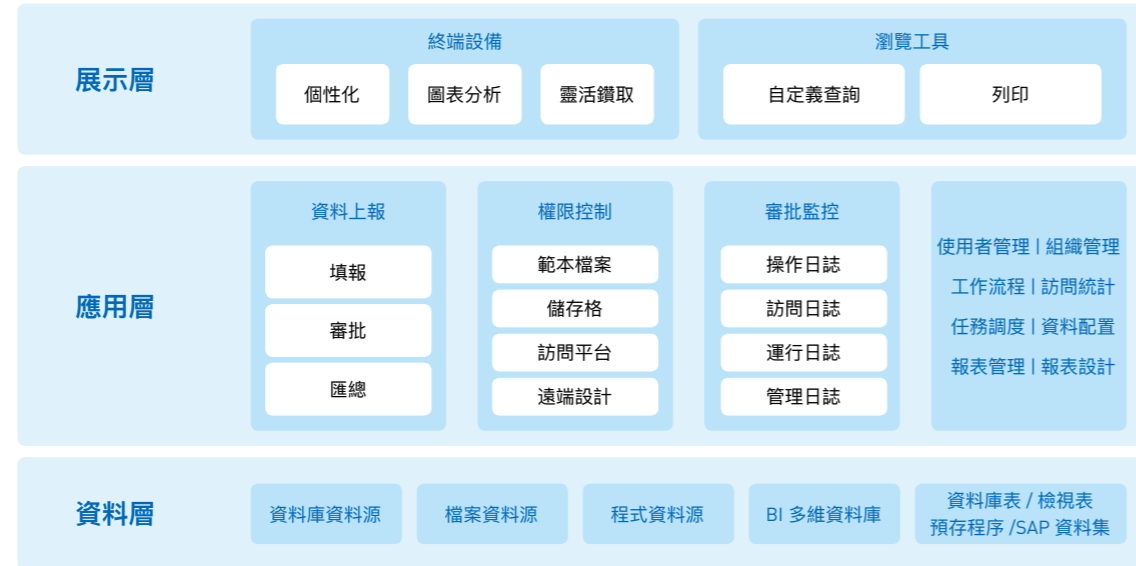 展示層
終端設備
個性化
圖表分析
靈活鑽取
瀏覽工具
自定義查詢
列印
應用層
資料上報
填報
審批
匯總
權限控制
範本檔案
儲存格
訪問平台
遠端設計
審批監控
操作日誌
訪問日誌
運行日誌
管理日誌
使用者管理 | 組織管理
工作流程 | 訪問統計
任務調度 | 資料配置
報表管理 | 報表設計
資料層
資料庫資料源
檔案資料源
程式資料源
BI 多維資料庫
資料庫表 / 檢視表
預存程序 /SAP 資料集